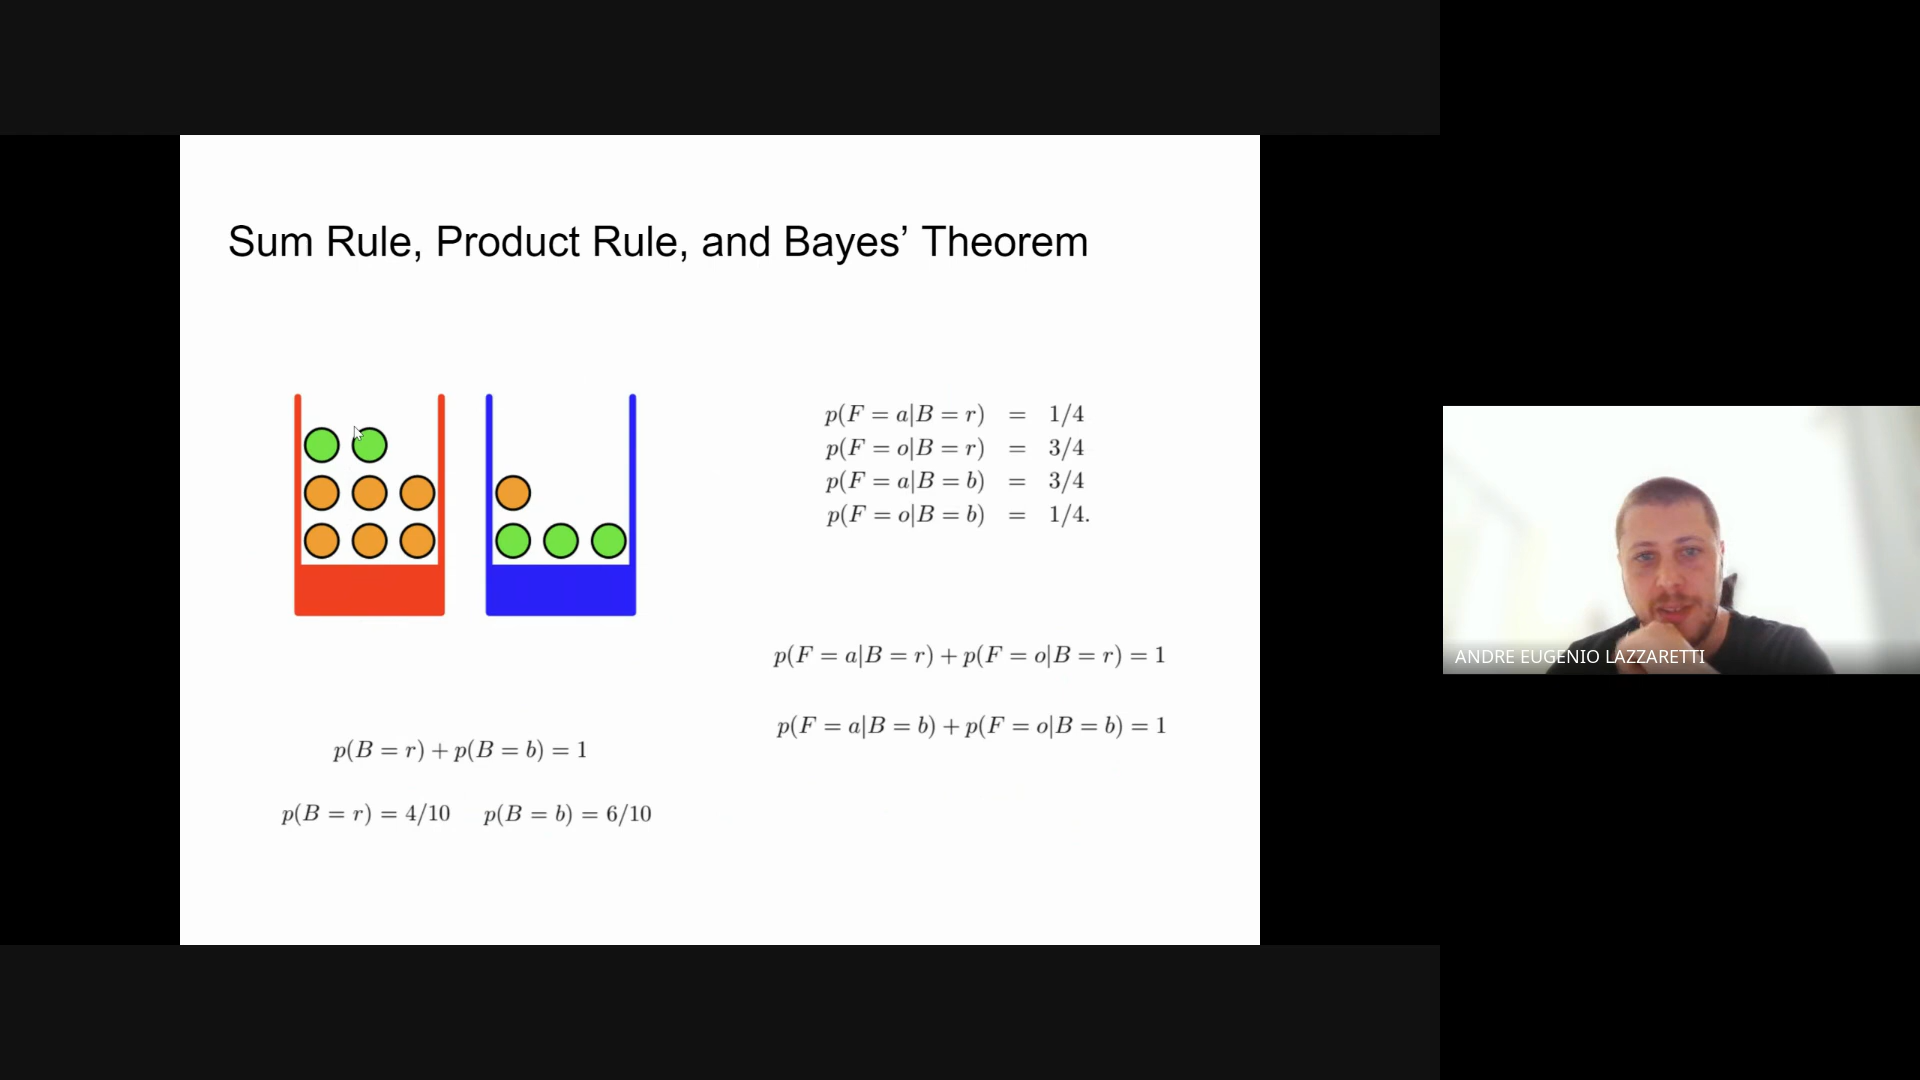 Sum Rule, Product Rule, and Bayes’ Theorem
p(F = a|B = r) = 1/4
p(F = o|B = r) = 3/4
p(F = a|B = b) = 3/4
p(F = o|B = b) = 1/4.
p(F = a|B = r) + p(F = o|B = r) = 1
p(F = a|B = b) + p(F = o|B = b) = 1
p(B = r) + p(B = b) = 1
p(B = r) = 4/10 p(B = b) = 6/10
ANDRE EUGENIO LAZZARETTI